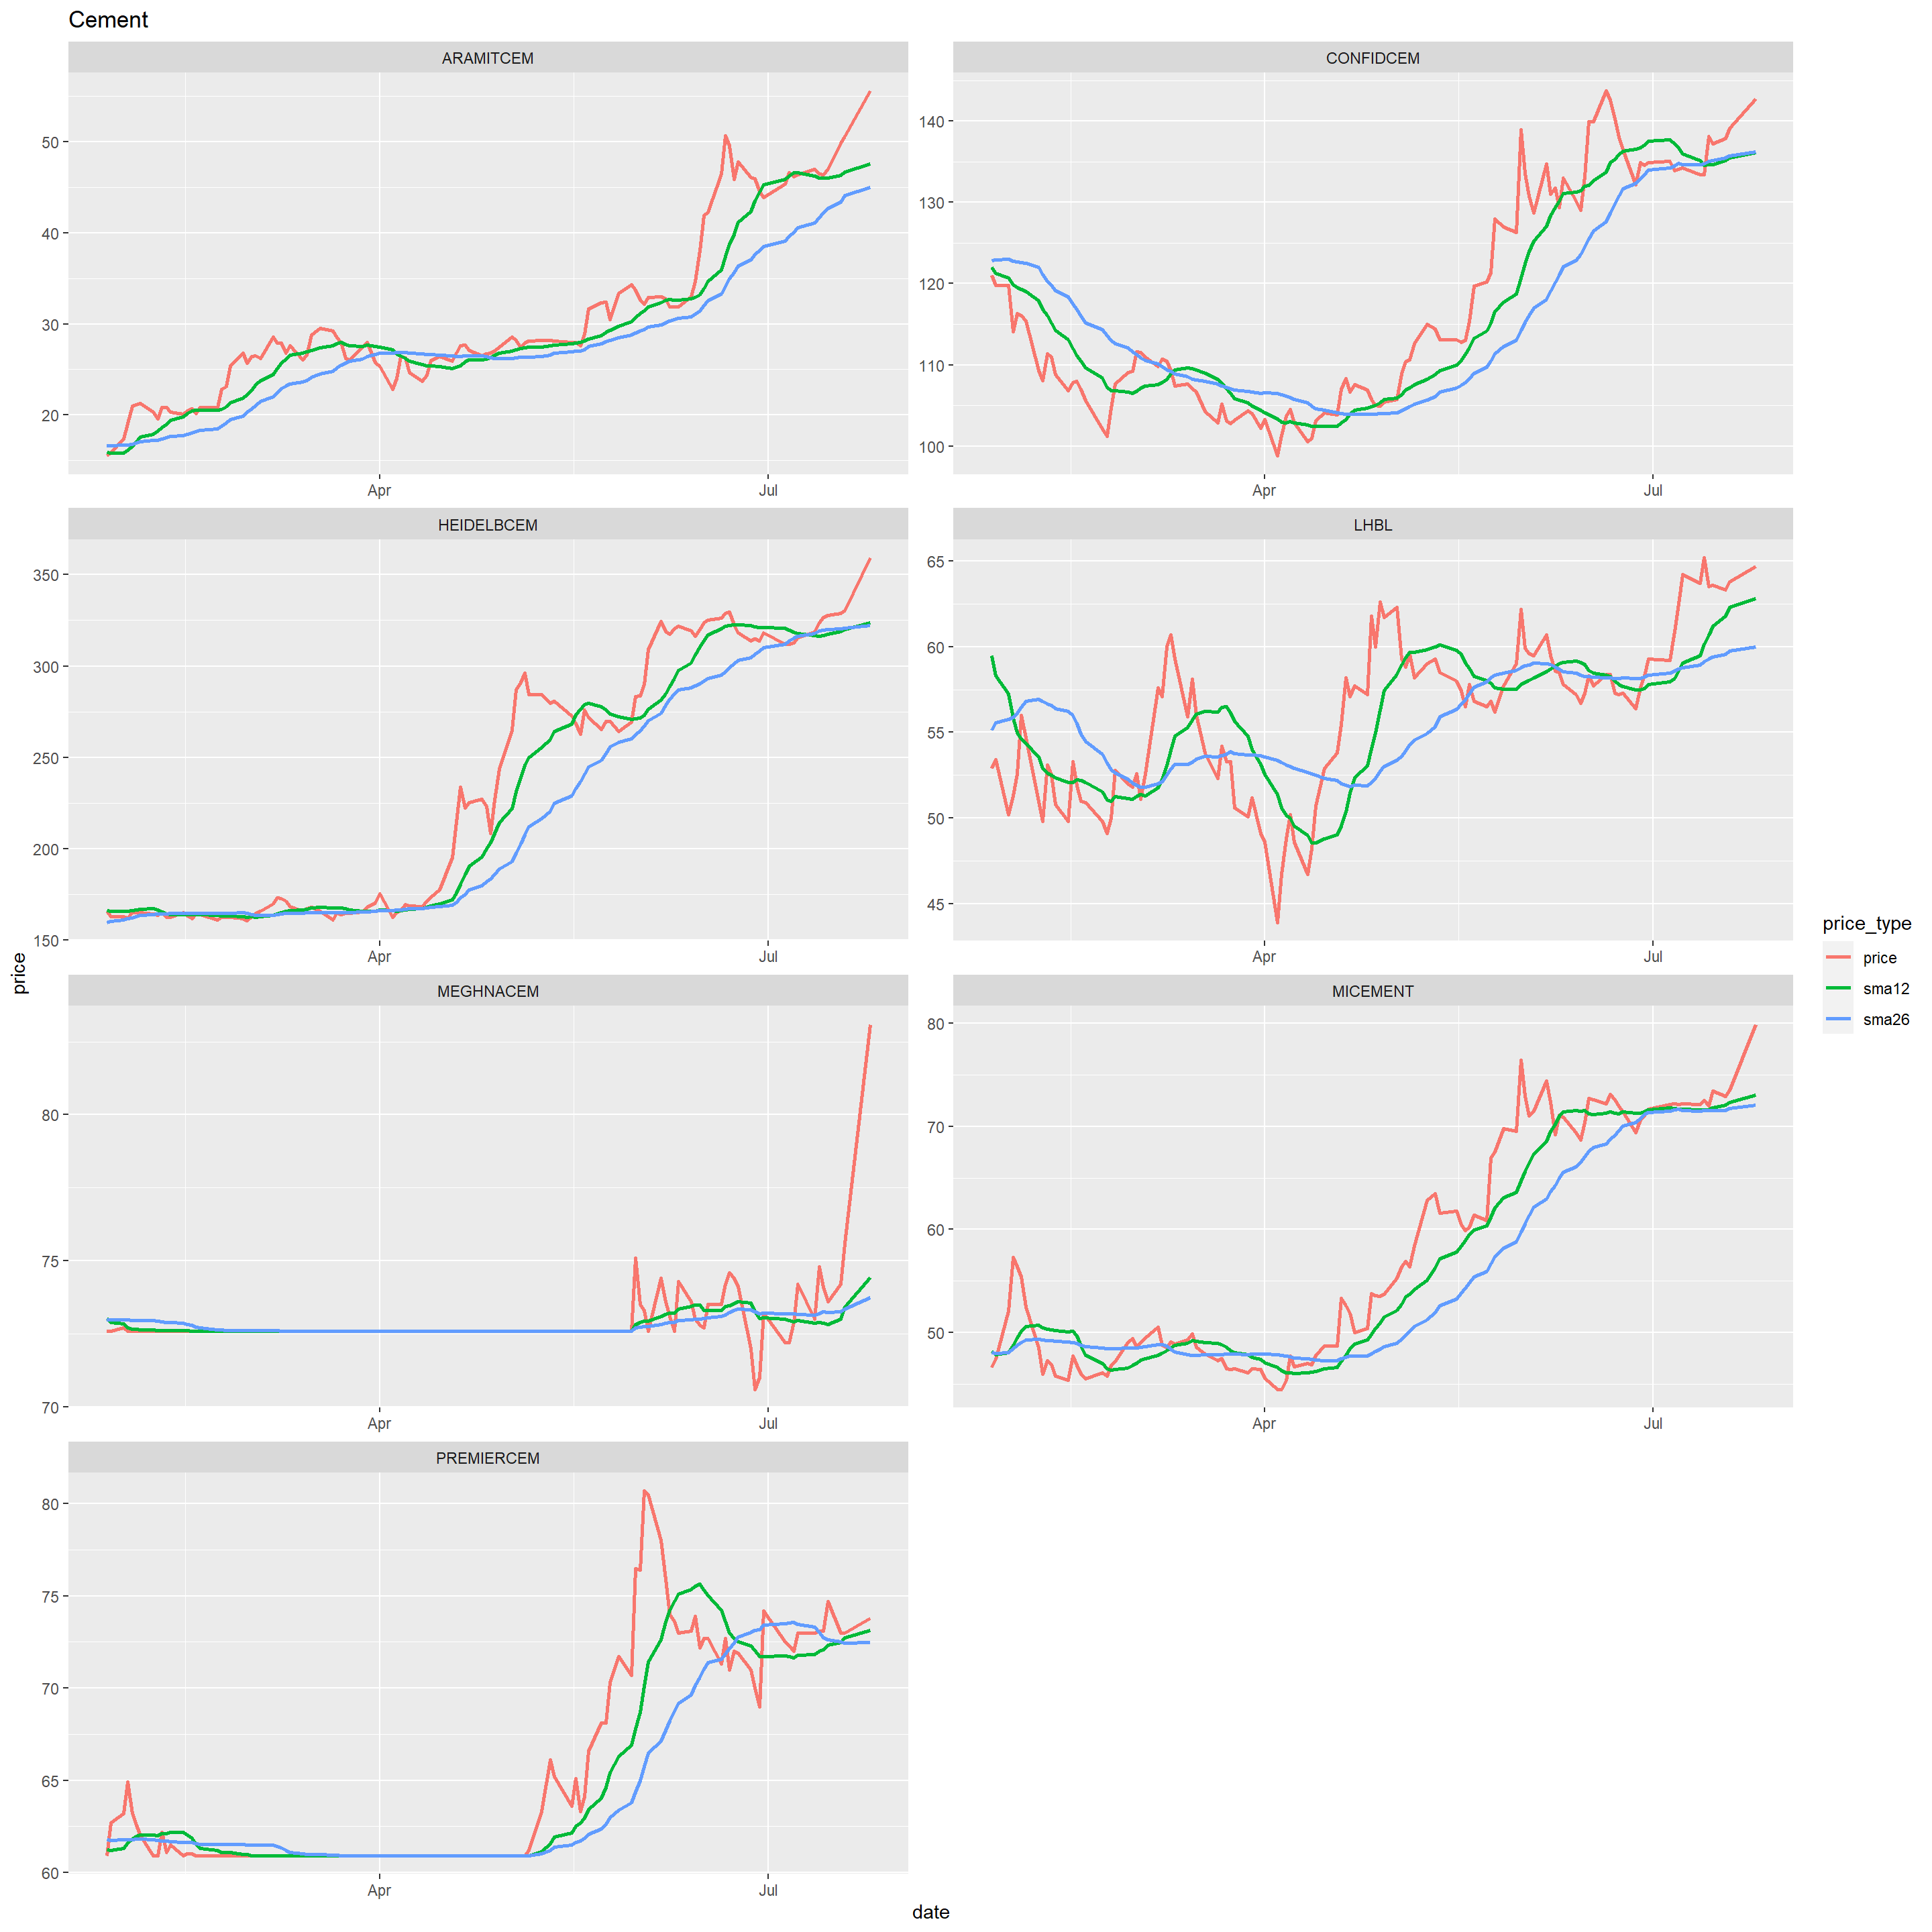 Cement
ARAMITCEM
CONFIDCEM
50
40
30
20
140
130
120
110
100
Apr
Jul
Apr
Jul
HEIDELBCEM
LHBL
350
300
250
200
150
65
60
55
50
45
Apr
Jul
Apr
Jul
MEGHNACEM
MICEMENT
80
75
70
80
70
60
50
Apr
Jul
Apr
Jul
PREMIERCEM
80
75
70
65
60
Apr
Jul
price
date
price_type
price
sma12
sma26